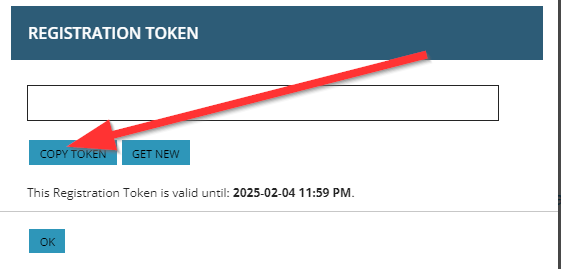 REGISTRATION TOKEN
COPY TOKEN GET NEW
This Registration Token is valid until: 2025-02-04 11:59 PM.
OK